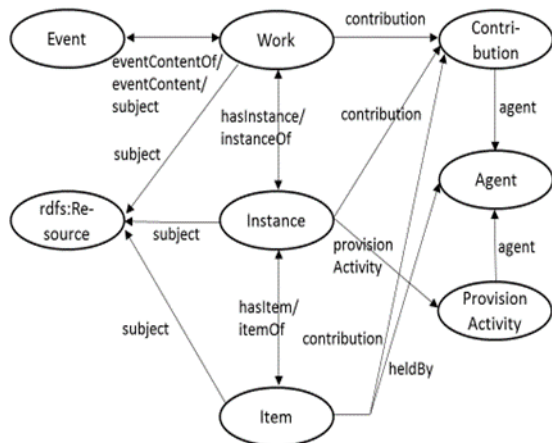 Event
Work
Contri-
bution
contribution
eventContentOf/
eventContent/
subject
hasInstance/
instanceOf
contribution
agent
subject
Agent
rdfs:Re-
source
subject
Instance
provision
Activity
agent
Provision
Activity
hasItem/
itemOf
subject
contribution
heldBy
Item